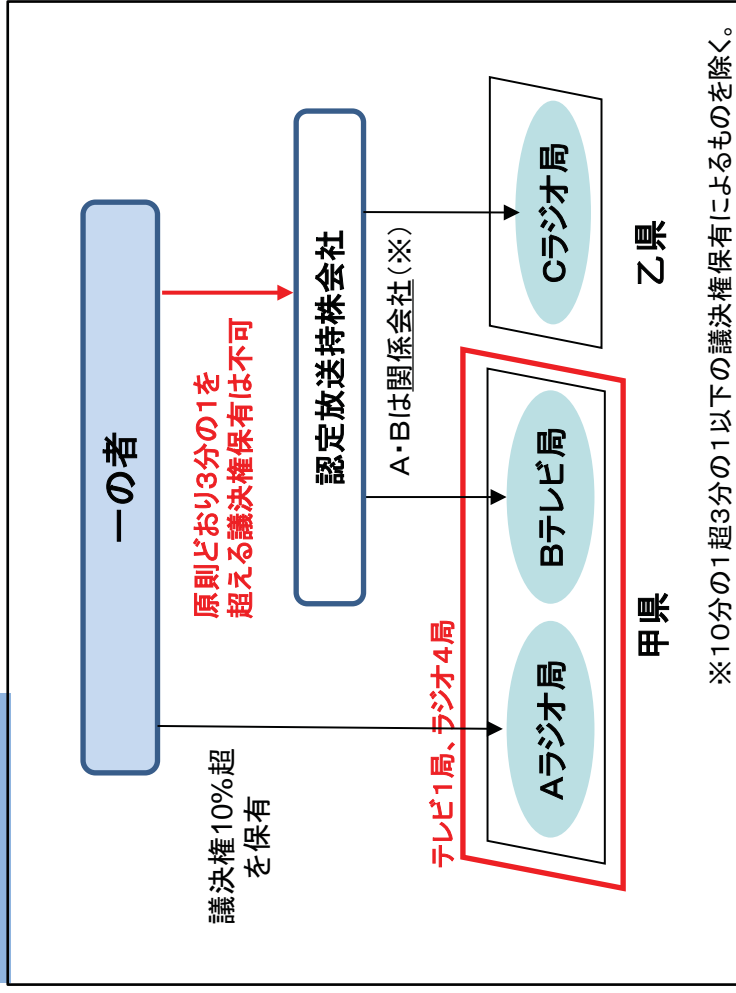 一の者
議決権10%超
を保有
原則どおり3分の1を
超える議決権保有は不可
認定放送持株会社
A・Bは関係会社(※)
テレビ1局、ラジオ4局
Aラジオ局
Bテレビ局
Cラジオ局
甲県
乙県
※10分の1超3分の1以下の議決権保有によるものを除く。